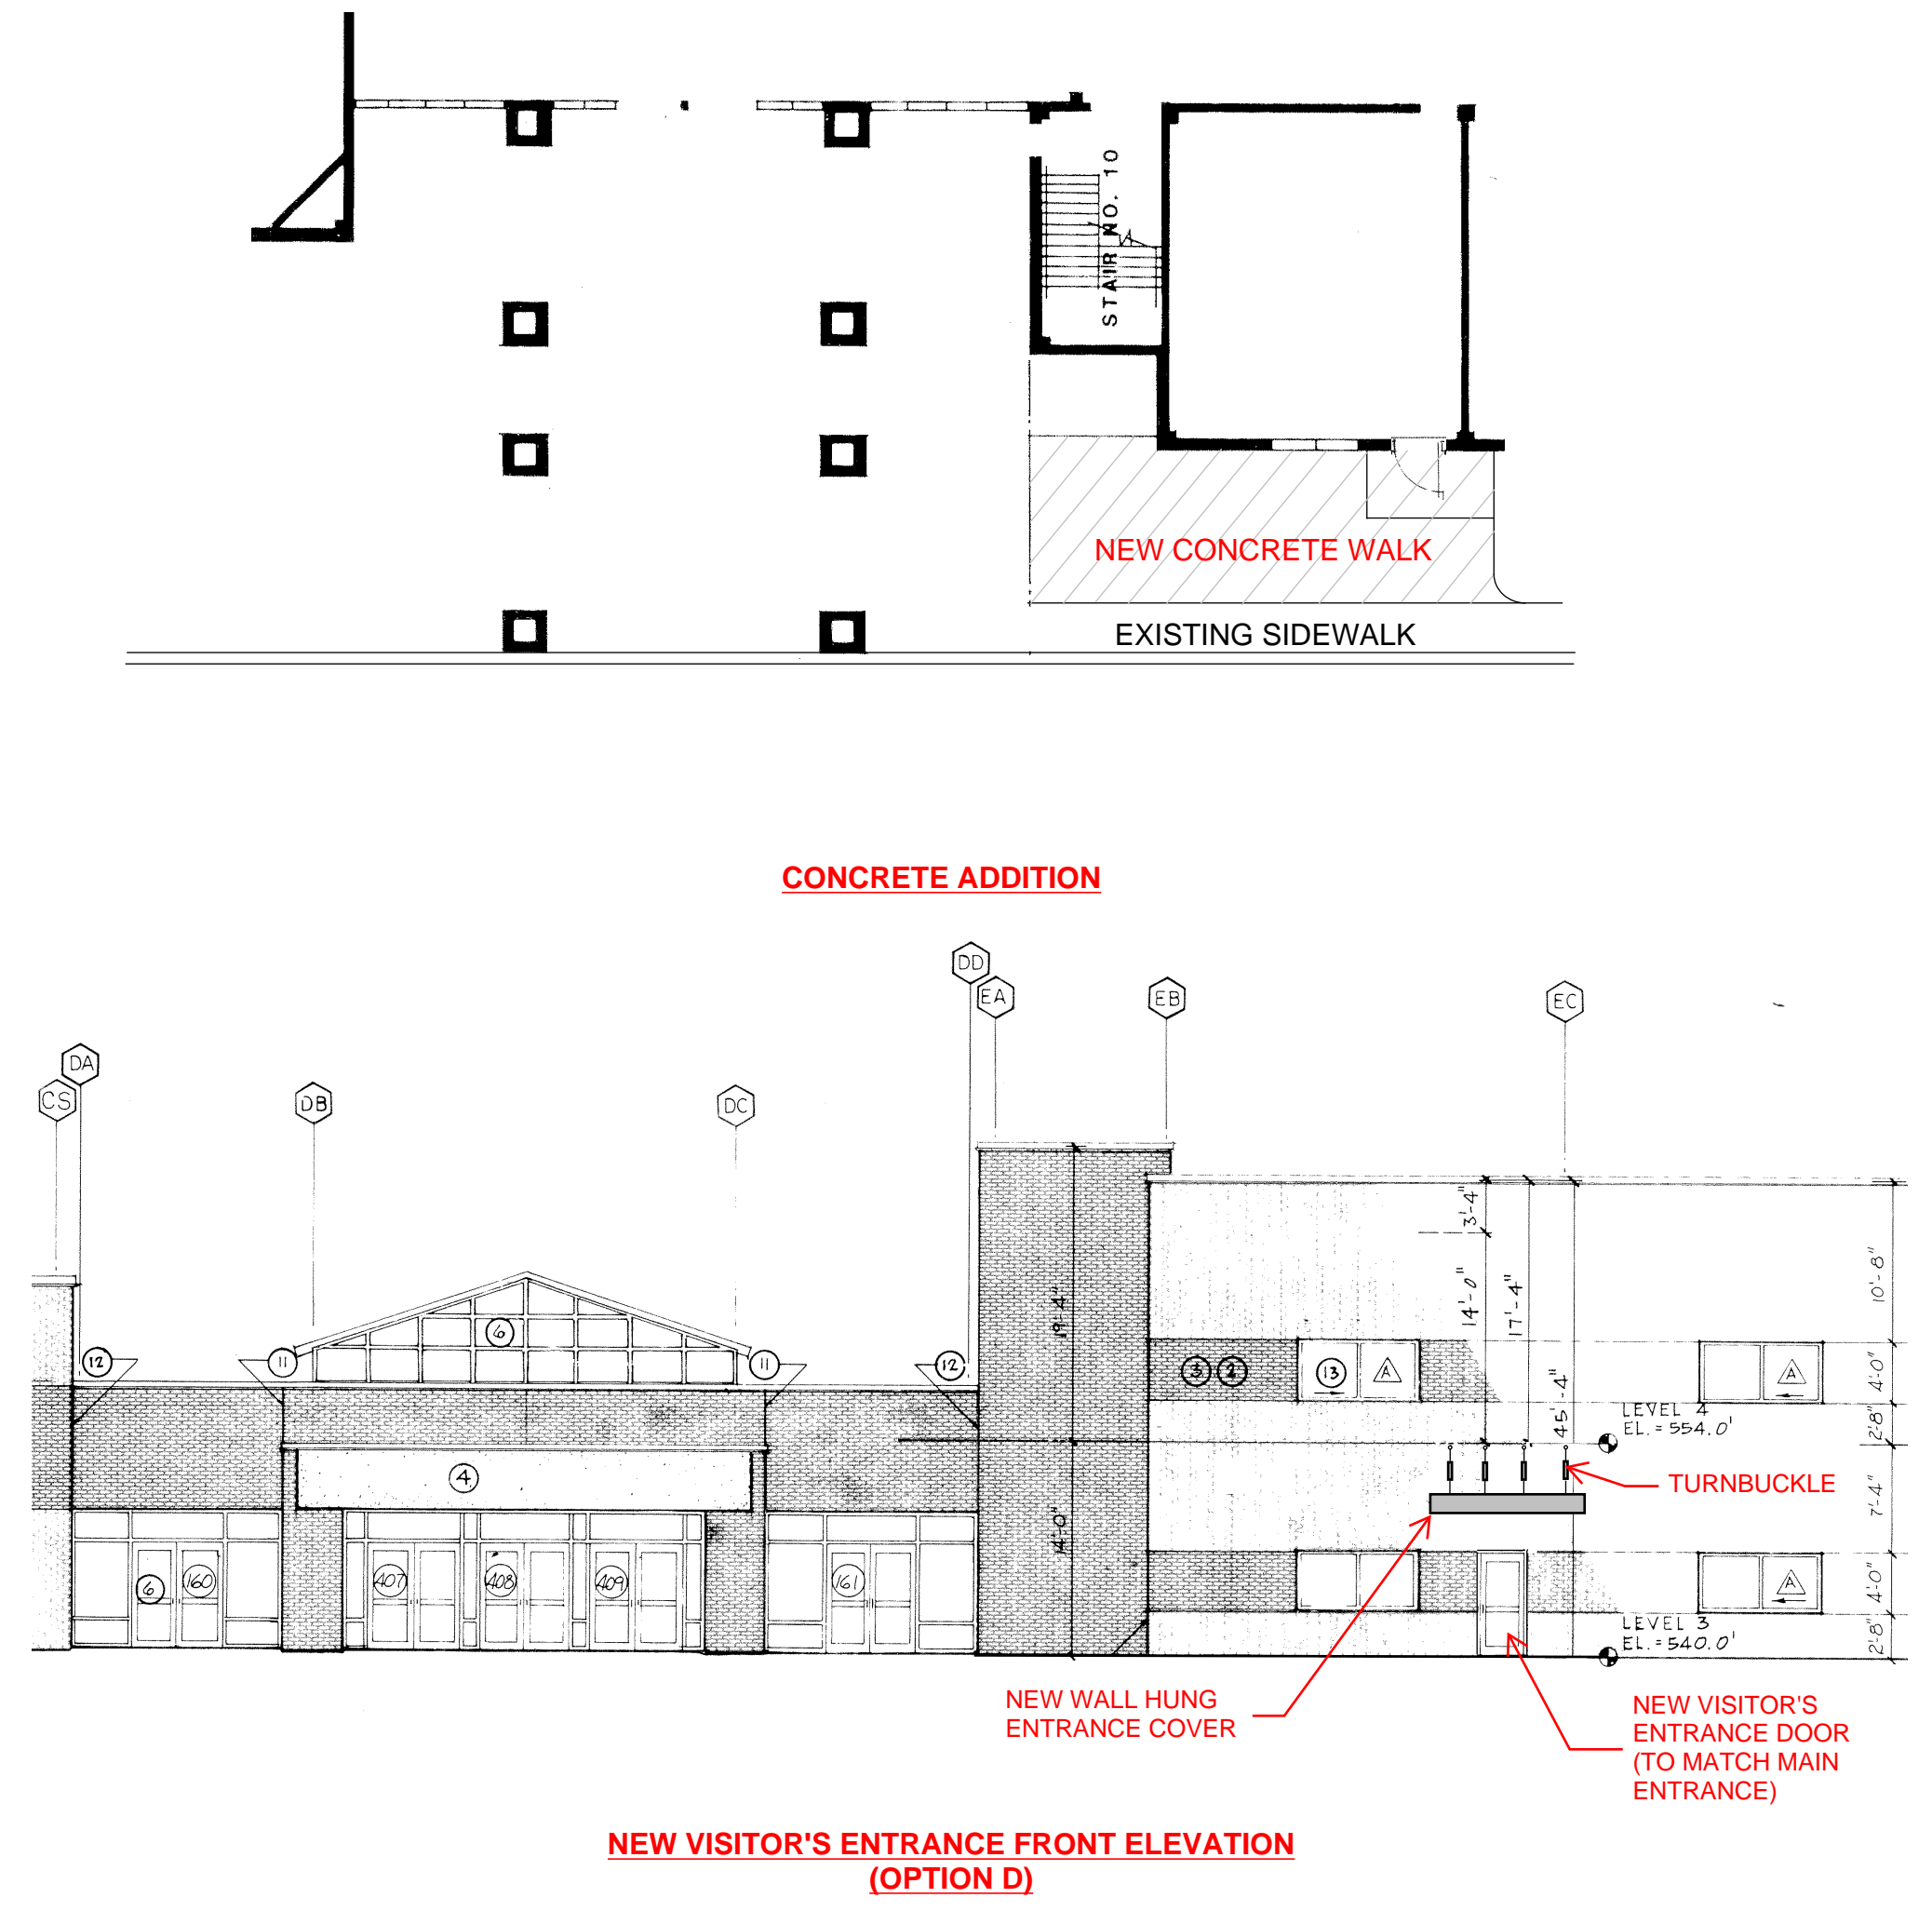 STAIR NO. 10
NEW CONCRETE WALK
EXISTING SIDEWALK
CONCRETE ADDITION
DD
EA
EB
EC
DA
CS
DB
DC
3'-4"
14'-0"
17'-4"
45'-4"
19'-4"
14'-0"
10'-8"
4'-0"
2'8"
7'-4"
4'-0"
2'8"
6
12
11
11
12
3
2
13
A
A
4
LEVEL 4
EL. = 554.0'
TURNBUCKLE
6
160
407
408
409
161
A
LEVEL 3
EL. = 540.0'
NEW WALL HUNG
ENTRANCE COVER
NEW VISITOR'S
ENTRANCE DOOR
(TO MATCH MAIN
ENTRANCE)
NEW VISITOR'S ENTRANCE FRONT ELEVATION
(OPTION D)